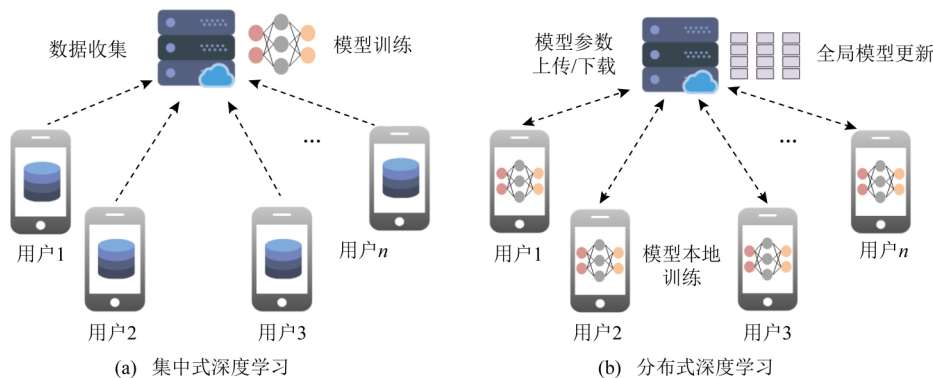 数据收集
模型训练
...
用户1
用户2
用户3
用户n
(a) 集中式深度学习
模型参数
上传/下载
全局模型更新
...
用户1
用户2
模型本地
训练
用户3
用户n
(b) 分布式深度学习